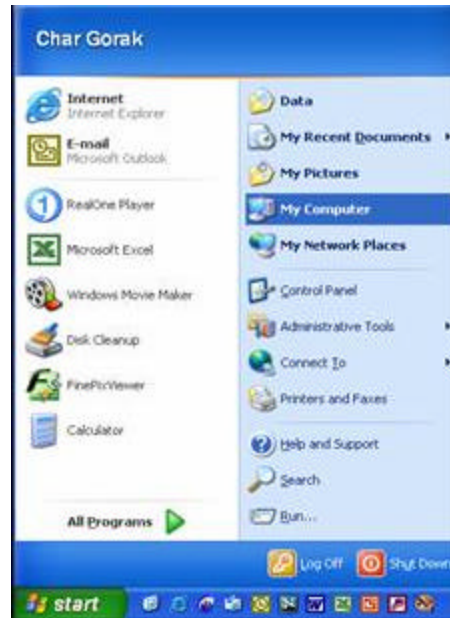 Char Gorak
Internet
Internet Explorer
E-mail
Microsoft Outlook
RealOne Player
Microsoft Excel
Windows Movie Maker
Disk Cleanup
FinePixViewer
Calculator
All Programs
Data
My Recent Documents
My Pictures
My Computer
My Network Places
Control Panel
Administrative Tools
Connect To
Printers and Faxes
Help and Support
Search
Run...
Log Off
Shut Down
start